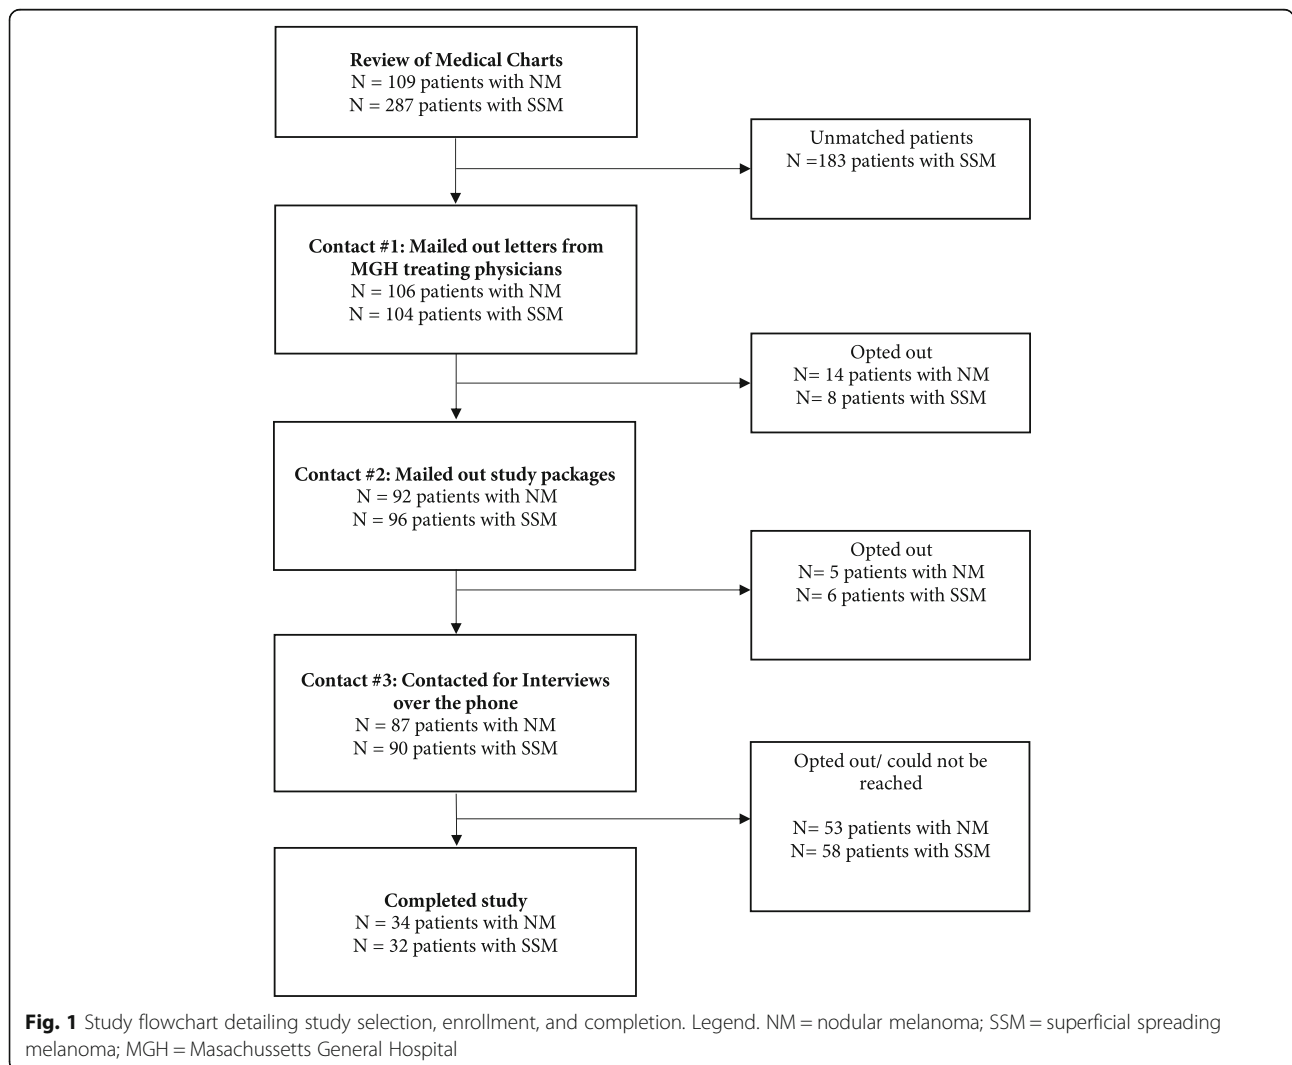 Review of Medical Charts
N = 109 patients with NM
N = 287 patients with SSM
Unmatched patients
N =183 patients with SSM
Contact #1: Mailed out letters from
MGH treating physicians
N = 106 patients with NM
N = 104 patients with SSM
Opted out
N= 14 patients with NM
N= 8 patients with SSM
Contact #2: Mailed out study packages
N = 92 patients with NM
N = 96 patients with SSM
Opted out
N= 5 patients with NM
N= 6 patients with SSM
Contact #3: Contacted for Interviews
over the phone
N = 87 patients with NM
N = 90 patients with SSM
Opted out/ could not be
reached
N= 53 patients with NM
N= 58 patients with SSM
Completed study
N = 34 patients with NM
N = 32 patients with SSM
Fig. 1 Study flowchart detailing study selection, enrollment, and completion. Legend. NM = nodular melanoma; SSM = superficial spreading
melanoma; MGH = Masachussetts General Hospital